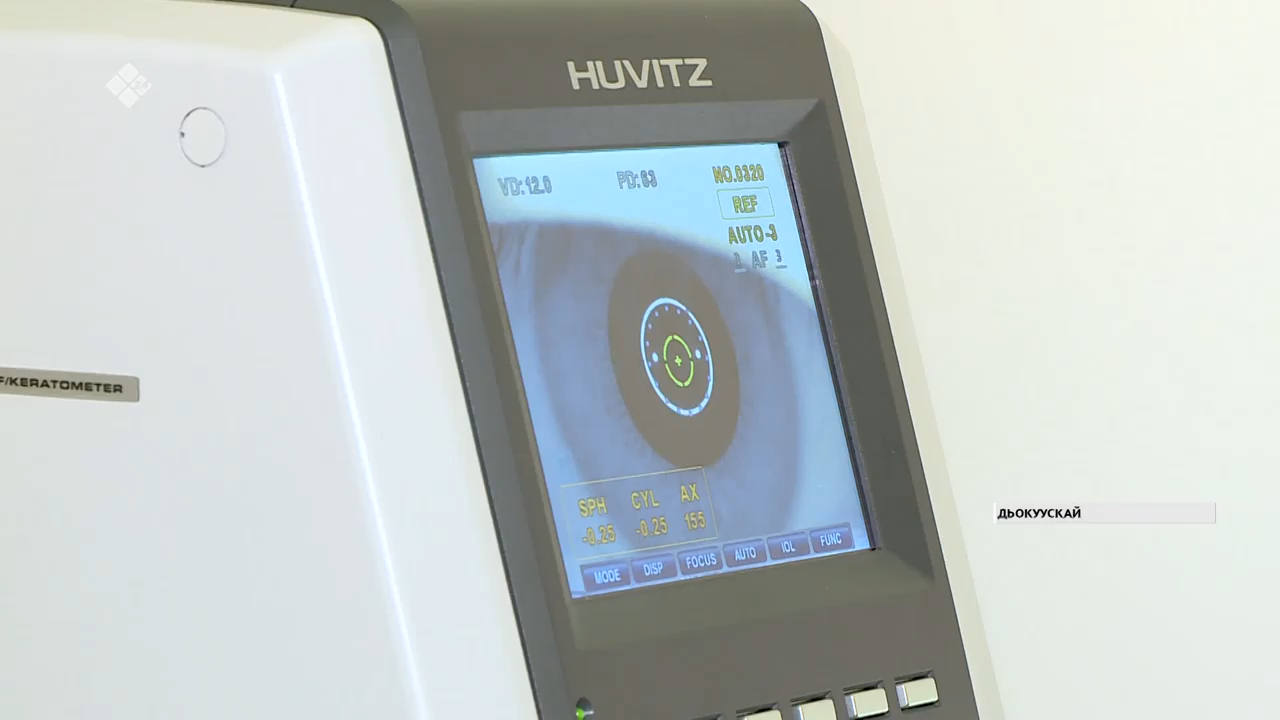 HUVITZ
VD: 12.0 PD: 63 NO.0320
REF
AUTO-3
AF 3
F/KERATOMETER
SPH CYL AX
-0.25 -0.25 155
MODE DISP FOCUS AUTO IOL FUNC
ДЬОКУУСКАЙ